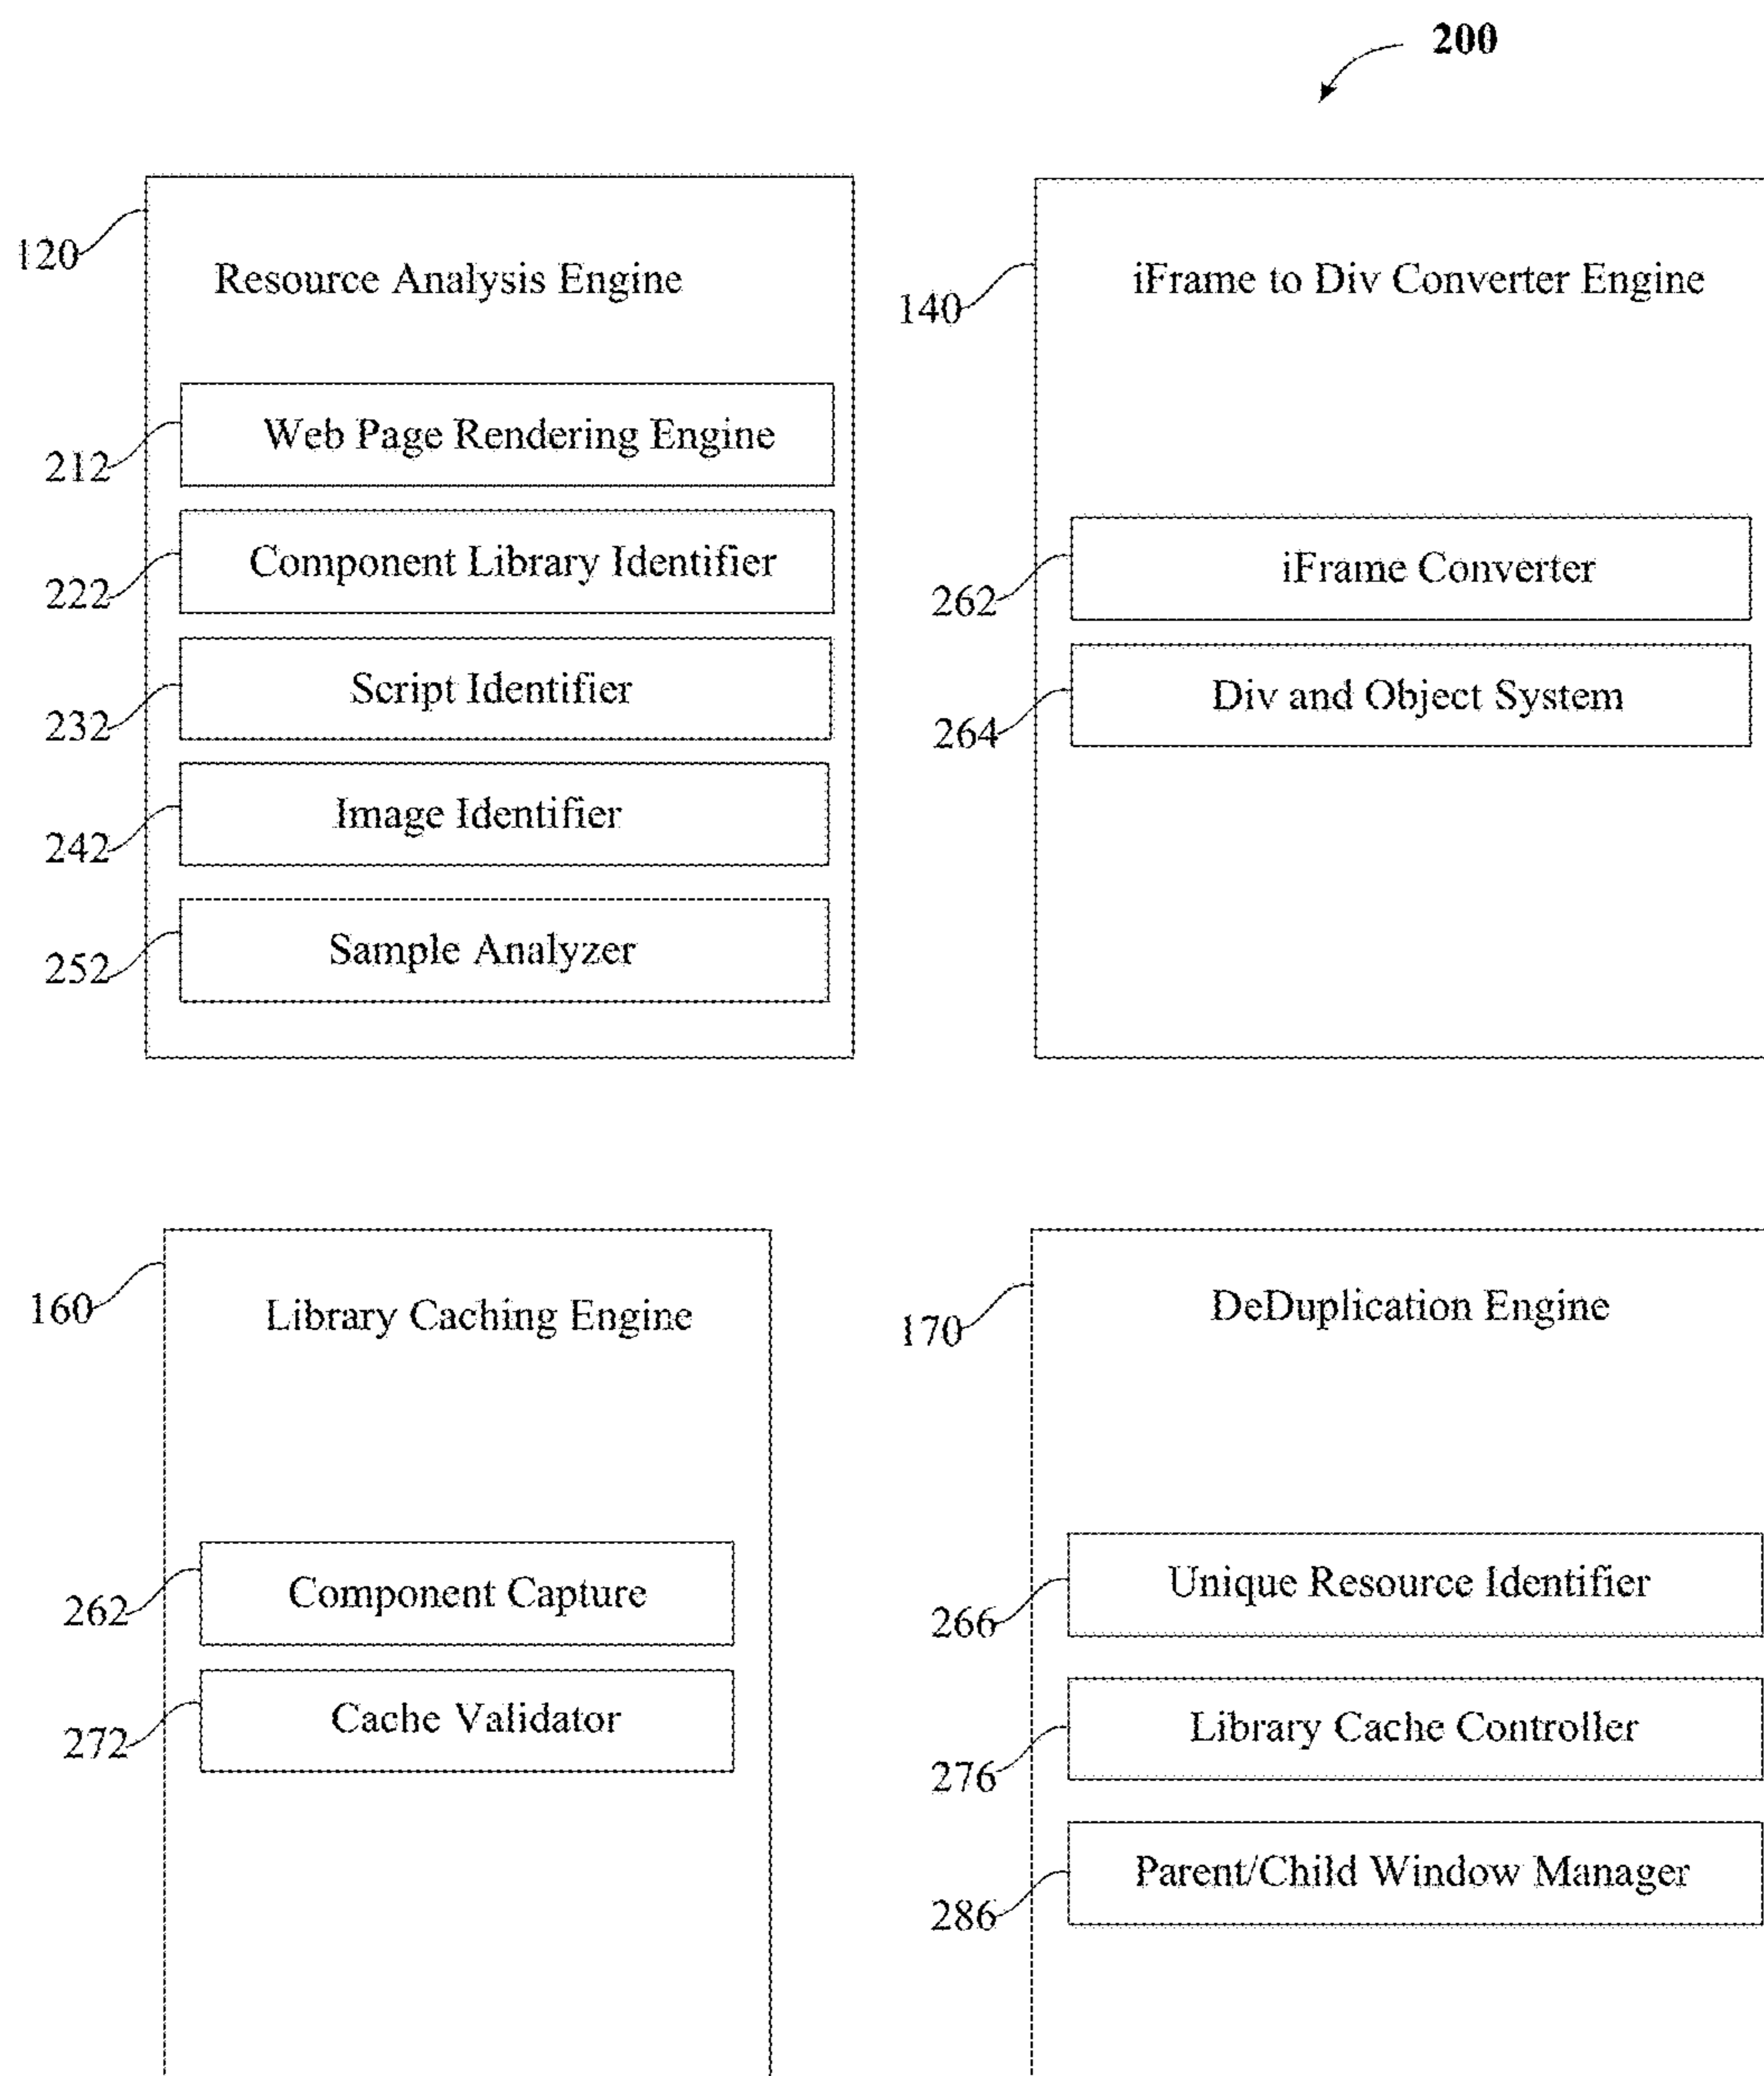 200
120
Resource Analysis Engine
212
Web Page Rendering Engine
222
Component Library Identifier
232
Script Identifier
242
Image Identifier
252
Sample Analyzer
140
iFrame to Div Converter Engine
262
iFrame Converter
264
Div and Object System
160
Library Caching Engine
262
Component Capture
272
Cache Validator
170
DeDuplication Engine
266
Unique Resource Identifier
276
Library Cache Controller
286
Parent/Child Window Manager